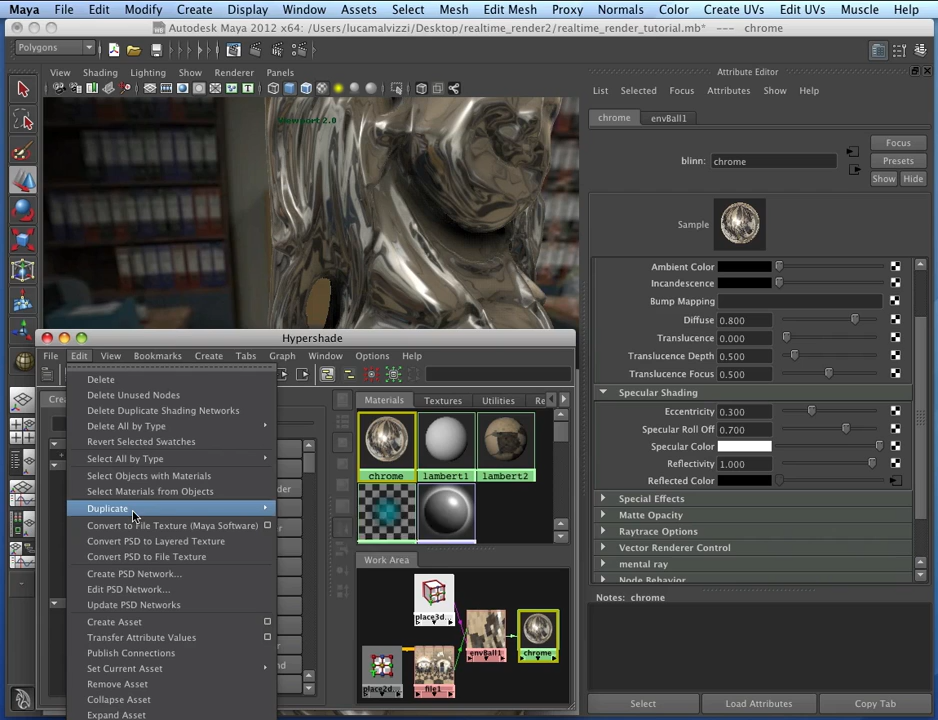 Maya File Edit Modify Create Display Window Assets Select Mesh Edit Mesh Proxy Normals Color Create UVs Edit UVs Muscle Help
Autodesk Maya 2012 x64: /Users/lucamalvizzi/Desktop/realtime_render2/realtime_render_tutorial.mb* --- chrome
Polygons
View Shading Lighting Show Renderer Panels
viewport2.0
Attribute Editor
List Selected Focus Attributes Show Help
chrome envBall1
blinn: chrome
Focus
Presets
Show Hide
Sample
Ambient Color
Incandescence
Bump Mapping
Diffuse 0.800
Translucence 0.000
Translucence Depth 0.500
Translucence Focus 0.500
Specular Shading
Eccentricity 0.300
Specular Roll Off 0.700
Specular Color
Reflectivity 1.000
Reflected Color
Special Effects
Matte Opacity
Raytrace Options
Vector Renderer Control
mental ray
Node Behavior
Notes: chrome
Select Load Attributes Copy Tab
Hypershade
File Edit View Bookmarks Create Tabs Graph Window Options Help
Delete
Delete Unused Nodes
Delete Duplicate Shading Networks
Delete All by Type
Revert Selected Swatches
Select All by Type
Select Objects with Materials
Select Materials from Objects
Duplicate
Convert to File Texture (Maya Software)
Convert PSD to Layered Texture
Convert PSD to File Texture
Create PSD Network...
Edit PSD Network...
Update PSD Networks
Create Asset
Transfer Attribute Values
Publish Connections
Set Current Asset
Remove Asset
Collapse Asset
Expand Asset
Materials Textures Utilities Re
chrome lambert1 lambert2
Work Area
place3d...
envBall1 chrome
place2d... file1